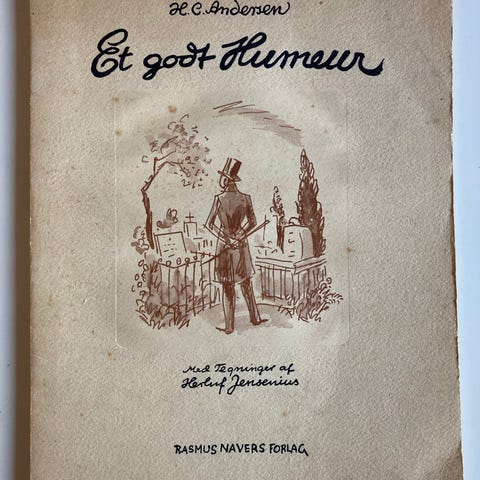 H.C. Andersen
Et godt Humeur
Med Tegninger af
Herluf Jensenius
RASMUS NAVERS FORLAG